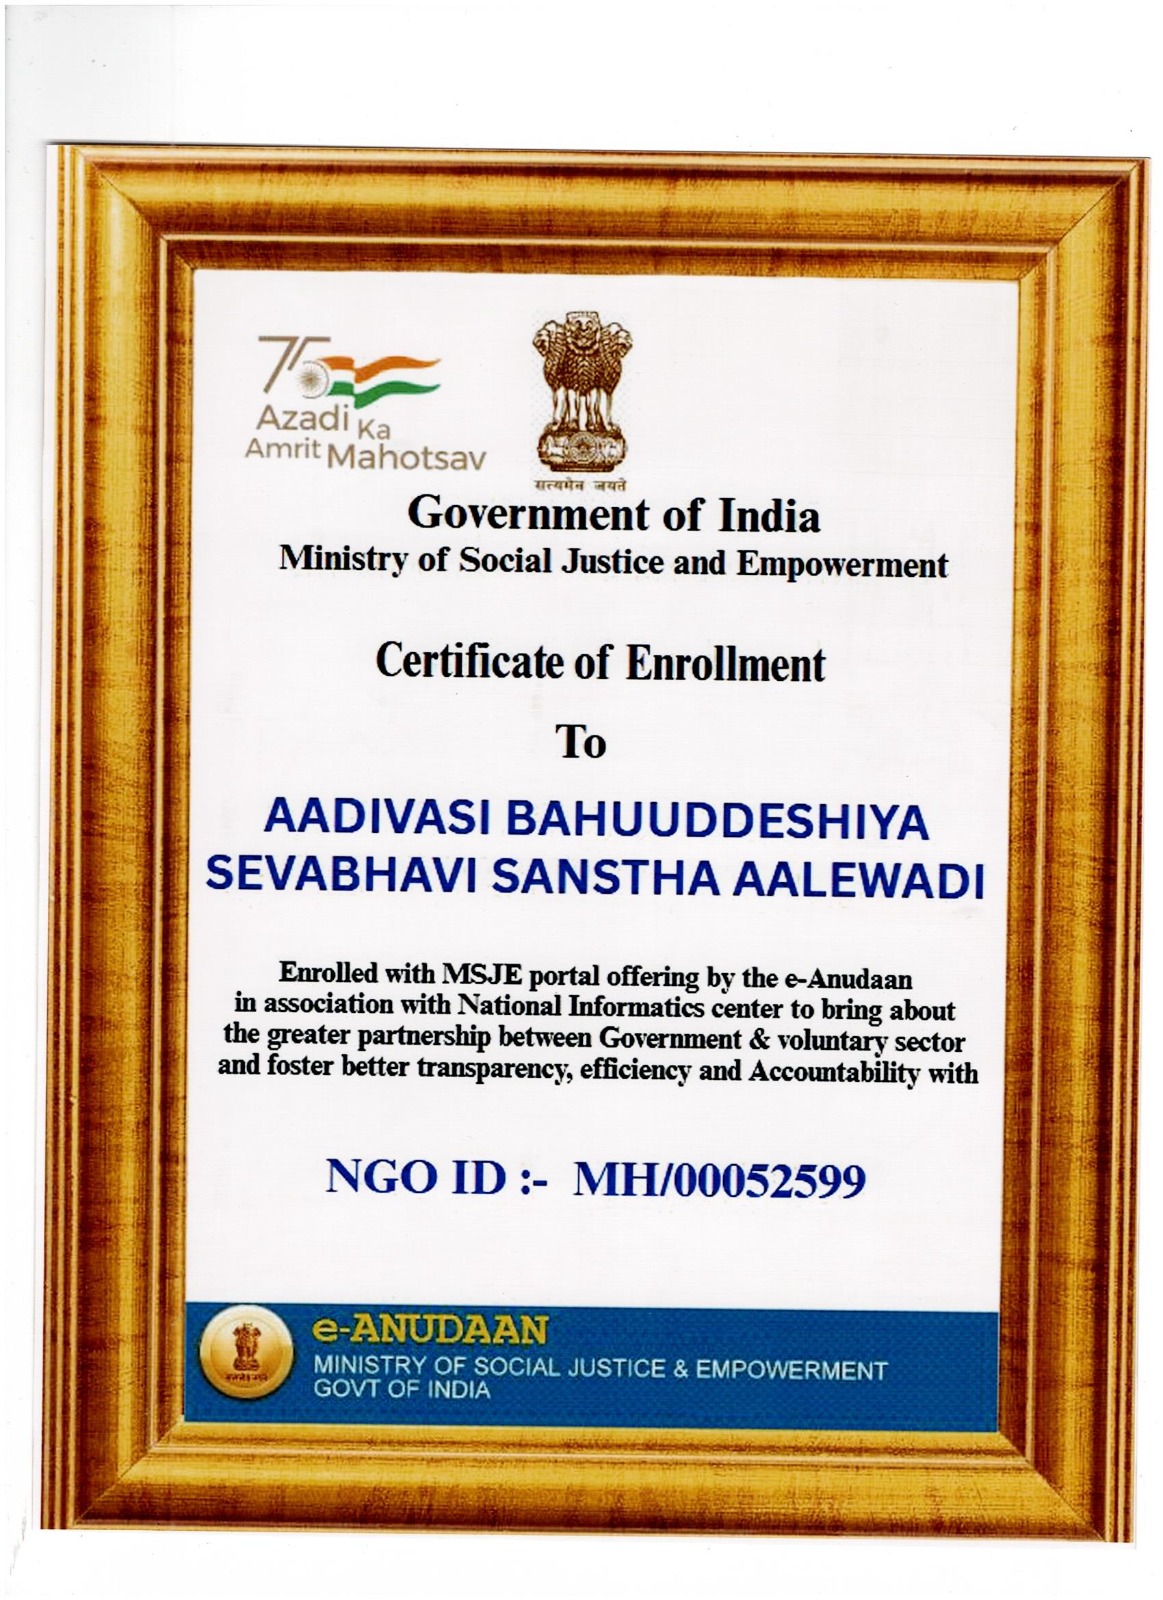 75
Azadi Ka
Amrit Mahotsav
सत्यमेव जयते
Government of India
Ministry of Social Justice and Empowerment
Certificate of Enrollment
To
AADIVASI BAHUUDDESHIYA
SEVABHAVI SANSTHA AALEWADI
Enrolled with MSJE portal offering by the e-Anudaan
in association with National Informatics center to bring about
the greater partnership between Government & voluntary sector
and foster better transparency, efficiency and Accountability with
NGO ID :- MH/00052599
e-ANUDAAN
MINISTRY OF SOCIAL JUSTICE & EMPOWERMENT
GOVT OF INDIA